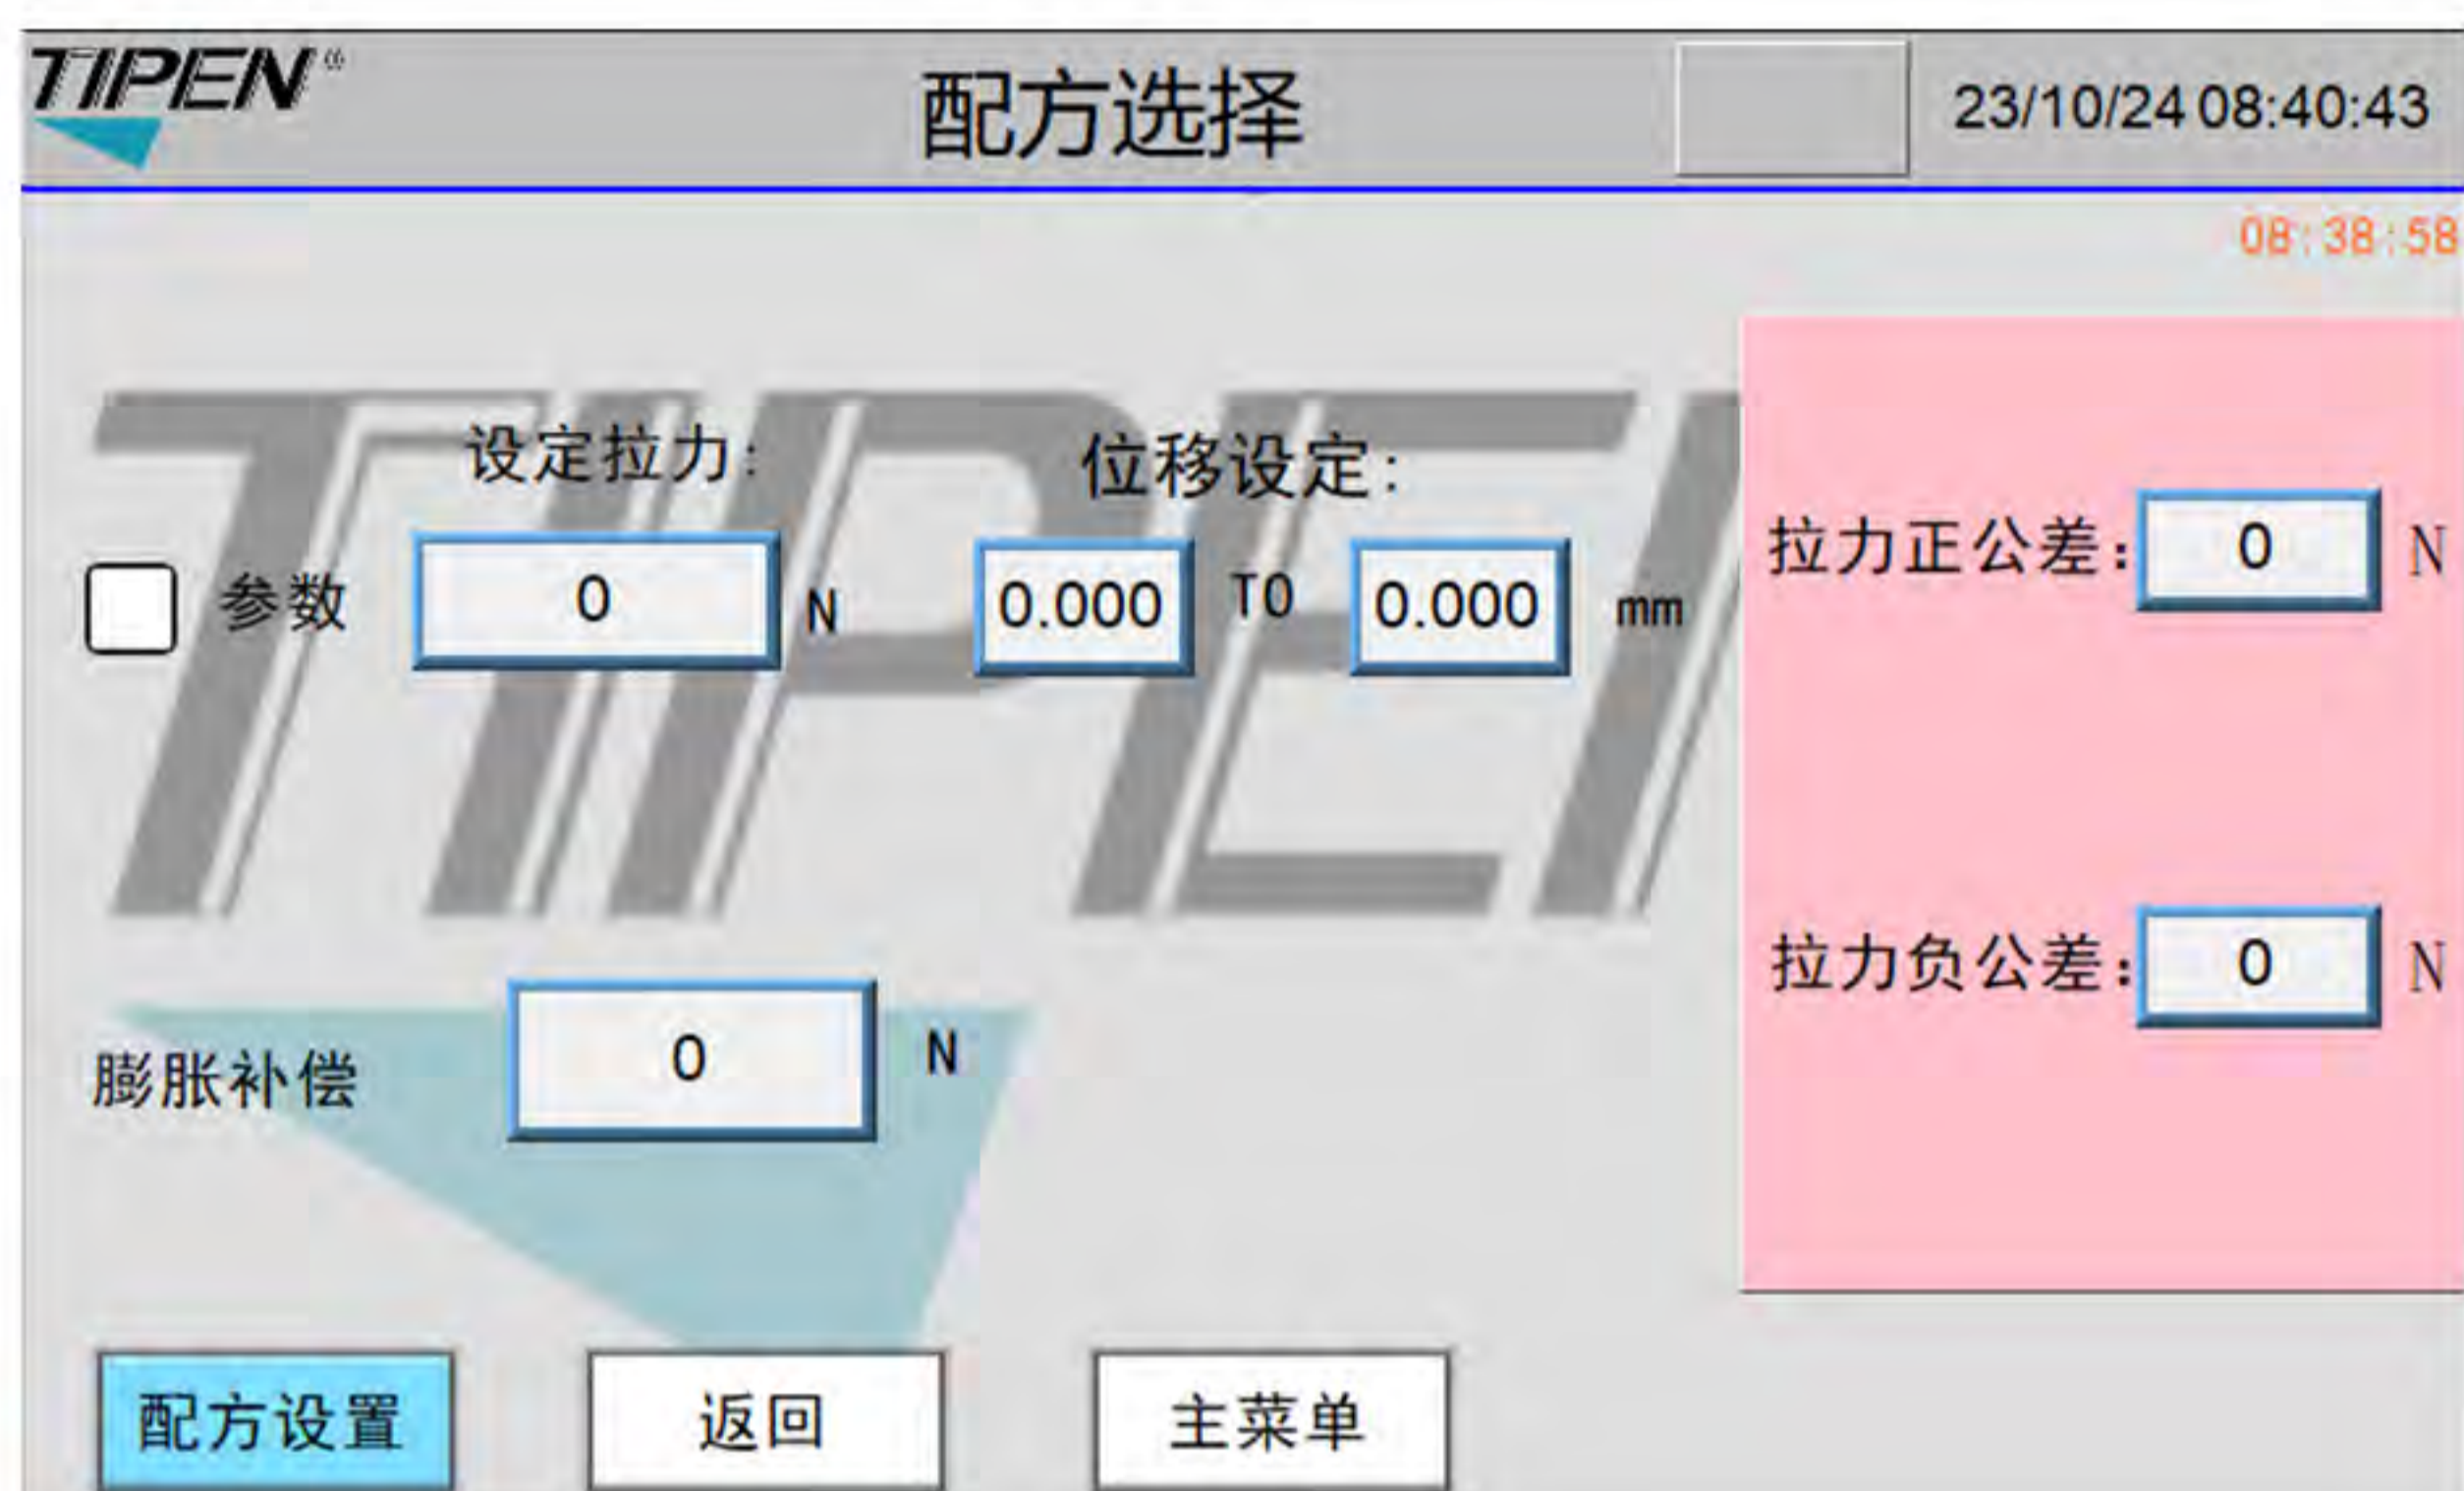 TIPEN®
配方选择
23/10/24 08:40:43
08:38:58
设定拉力:
位移设定:
参数 0 N 0.000 TO 0.000 mm
拉力正公差: 0 N
拉力负公差: 0 N
膨胀补偿 0 N
配方设置 返回 主菜单